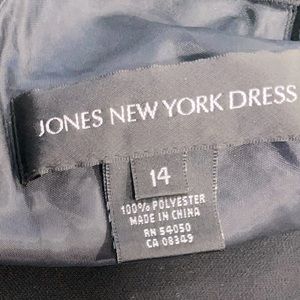 JONES NEW YORK DRESS
14
100% POLYESTER
MADE IN CHINA
RN 54050
CA 08349